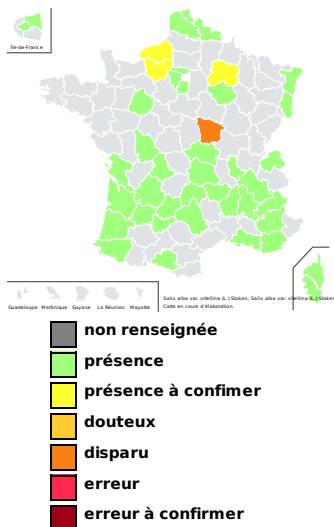 Île-de-France
Guadeloupe Martinique Guyane La Réunion Mayotte
Salix alba var. vitellina (L.) Stokes, Salix alba var. vitellina (L.) Stokes
Carte en cours d'élaboration.
non renseignée
présence
présence à confimer
douteux
disparu
erreur
erreur à confirmer